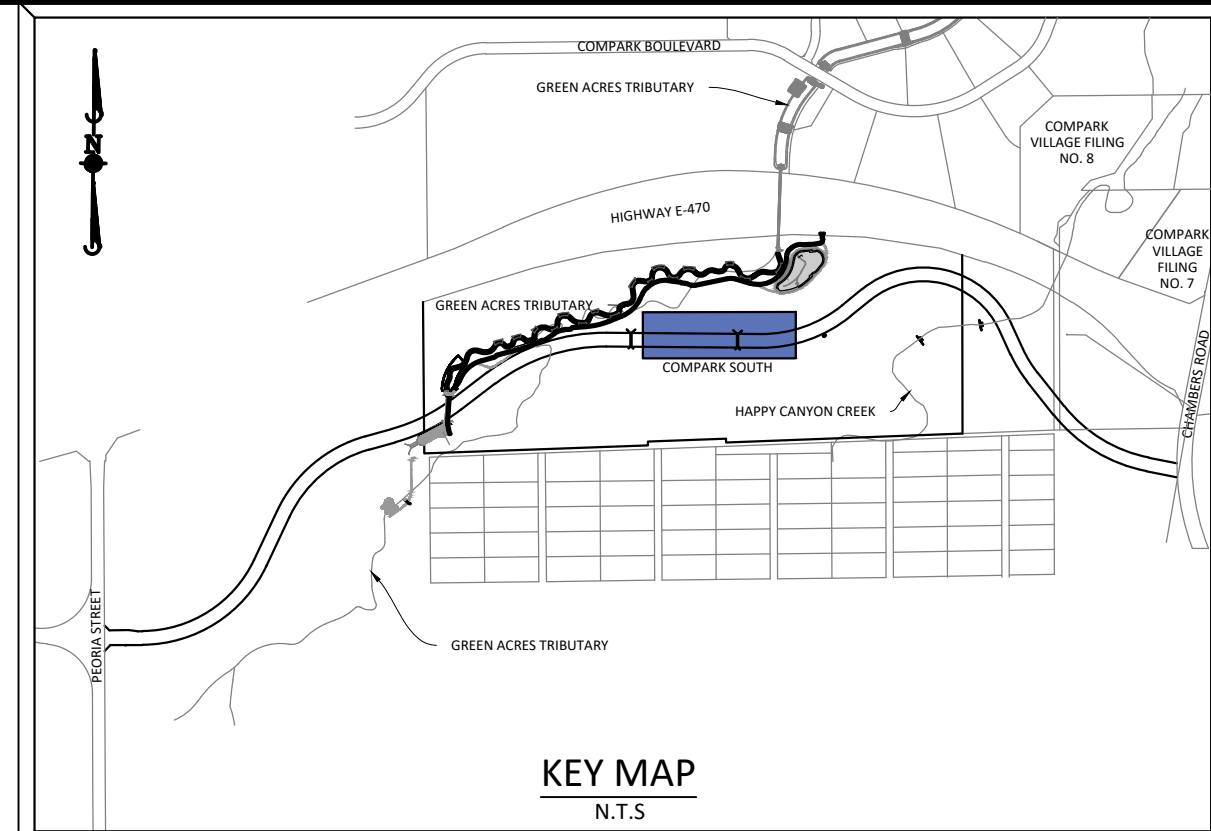 COMPARK BOULEVARD
GREEN ACRES TRIBUTARY
N
COMPARK
VILLAGE FILING
NO. 8
HIGHWAY E-470
COMPARK
VILLAGE
FILING
NO. 7
GREEN ACRES TRIBUTARY
COMPARK SOUTH
CHAMBERS ROAD
HAPPY CANYON CREEK
PEORIA STREET
GREEN ACRES TRIBUTARY
KEY MAP
N.T.S